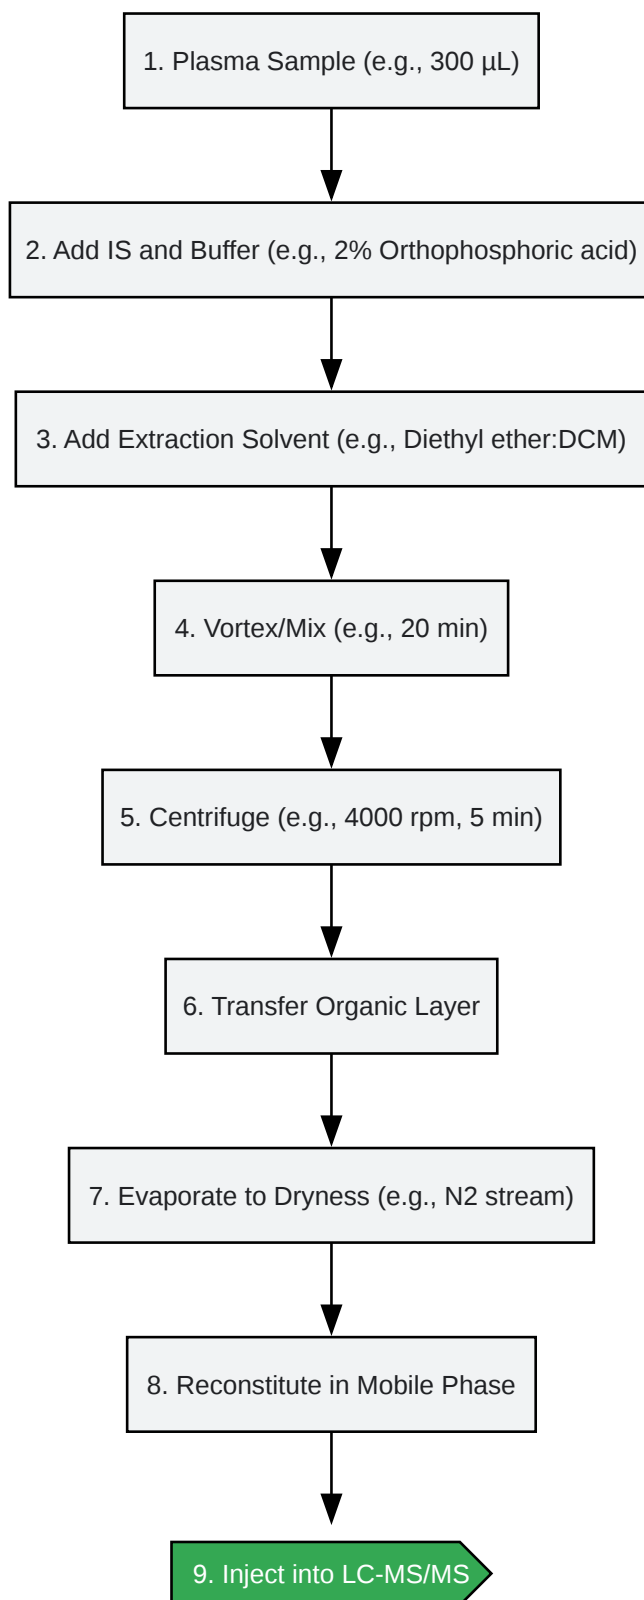 1. Plasma Sample (e.g., 300 µL)
2. Add IS and Buffer (e.g., 2% Orthophosphoric acid)
3. Add Extraction Solvent (e.g., Diethyl ether:DCM)
4. Vortex/Mix (e.g., 20 min)
5. Centrifuge (e.g., 4000 rpm, 5 min)
6. Transfer Organic Layer
7. Evaporate to Dryness (e.g., N2 stream)
8. Reconstitute in Mobile Phase
9. Inject into LC-MS/MS